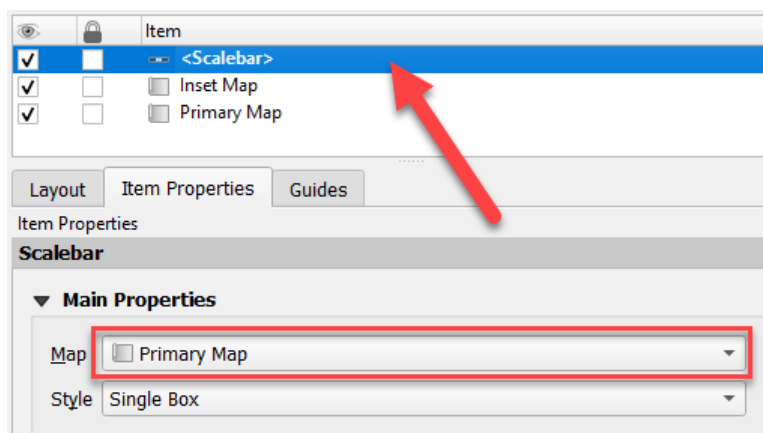 Item
<Scalebar>
Inset Map
Primary Map
Layout Item Properties Guides
Item Properties
Scalebar
Main Properties
Map Primary Map
Style Single Box